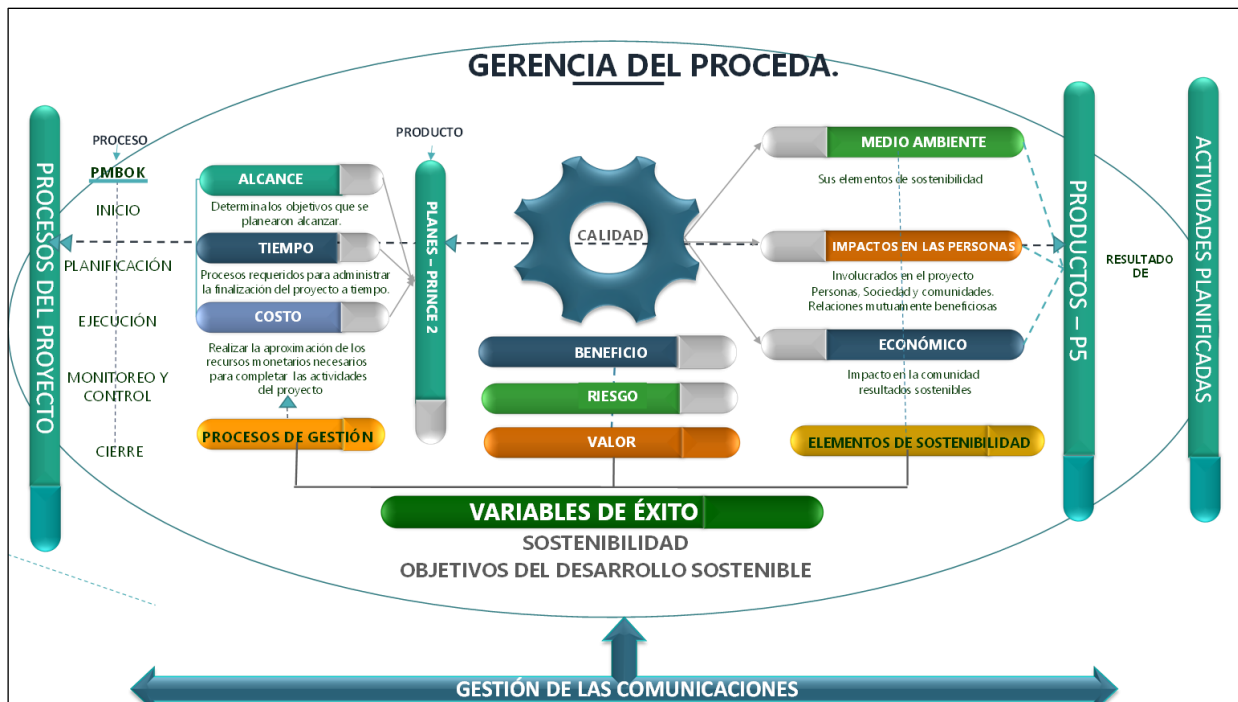 GERENCIA DEL PROCEDA.
PROCESOS DEL PROYECTO
PROCESO
PMBOK
INICIO
PLANIFICACIÓN
EJECUCIÓN
MONITOREO Y
CONTROL
CIERRE
ALCANCE
Determina los objetivos que se
planearon alcanzar.
TIEMPO
Procesos requeridos para administrar
la finalización del proyecto a tiempo.
COSTO
Realizar la aproximación de los
recursos monetarios necesarios
para completar las actividades
del proyecto
PROCESOS DE GESTIÓN
PRODUCTO
PLANES – PRINCE 2
CALIDAD
BENEFICIO
RIESGO
VALOR
MEDIO AMBIENTE
Sus elementos de sostenibilidad
IMPACTOS EN LAS PERSONAS
Involucrados en el proyecto
Personas, Sociedad y comunidades.
Relaciones mutuamente beneficiosas
ECONÓMICO
Impacto en la comunidad
resultados sostenibles
ELEMENTOS DE SOSTENIBILIDAD
PRODUCTOS – P5
RESULTADO
DE
ACTIVIDADES PLANIFICADAS
VARIABLES DE ÉXITO
SOSTENIBILIDAD
OBJETIVOS DEL DESARROLLO SOSTENIBLE
GESTIÓN DE LAS COMUNICACIONES